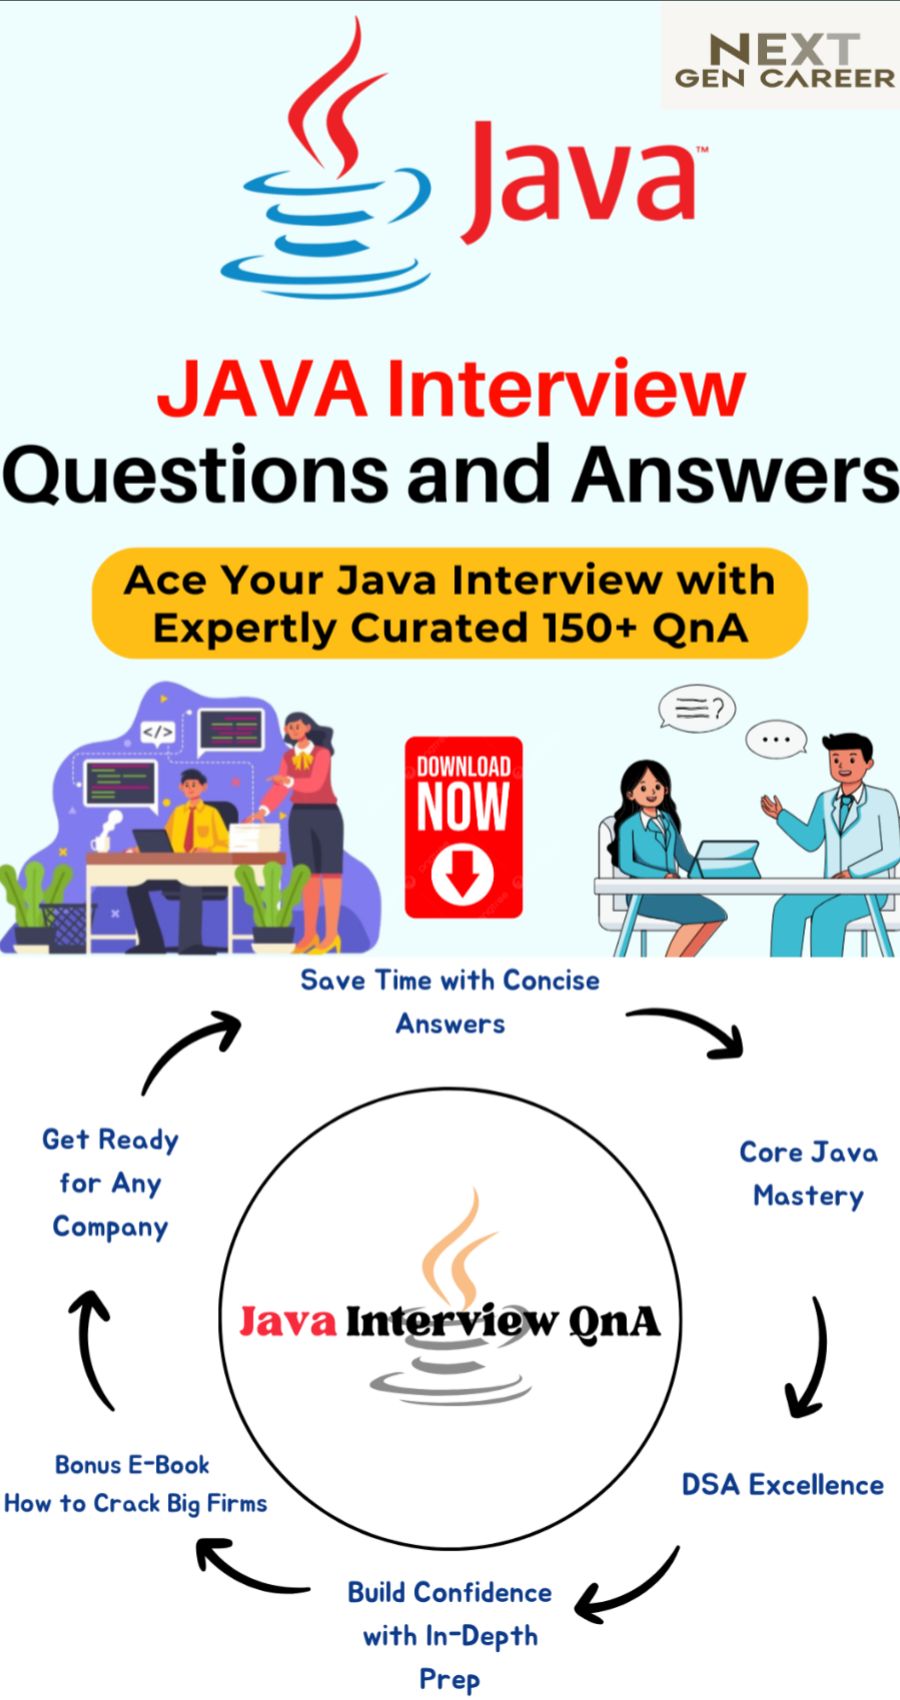 NEXT
GEN CAREER
Java™
JAVA Interview
Questions and Answers
Ace Your Java Interview with
Expertly Curated 150+ QnA
</>
?
...
DOWNLOAD
NOW
Save Time with Concise
Answers
Get Ready
for Any
Company
Core Java
Mastery
Java Interview QnA
Bonus E-Book
How to Crack Big Firms
DSA Excellence
Build Confidence
with In-Depth
Prep